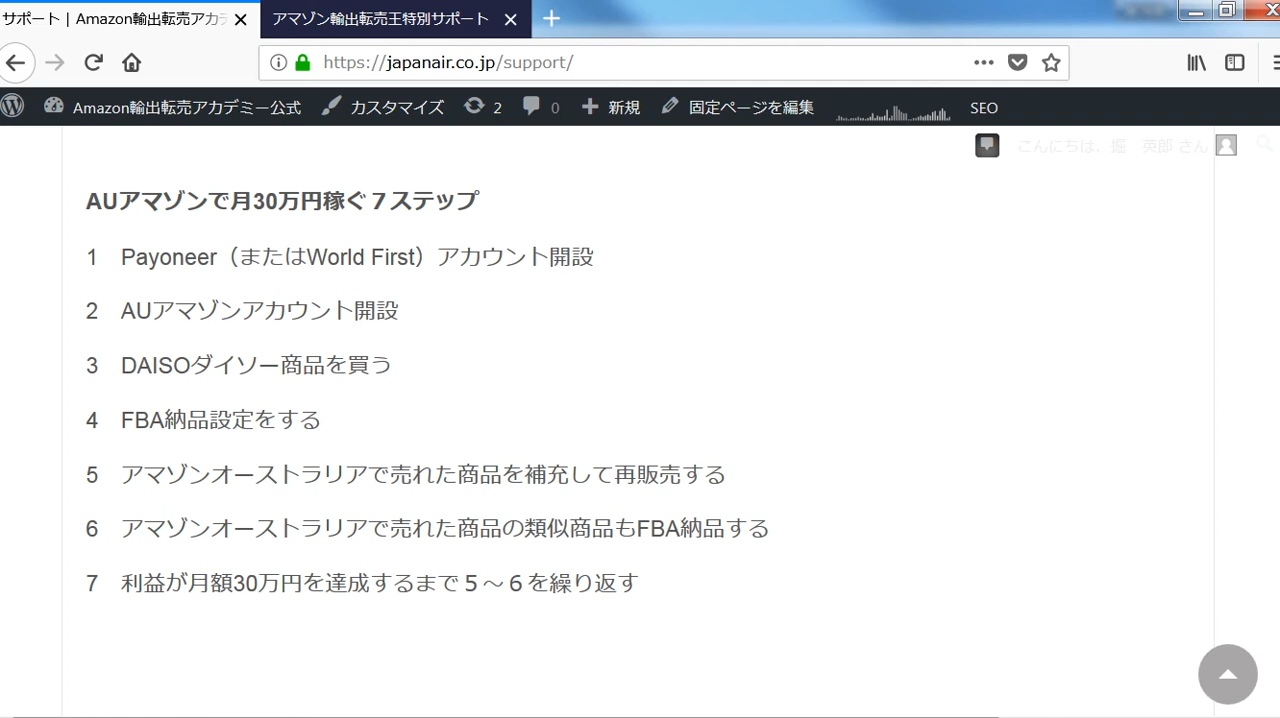 サポート | Amazon輸出転売アカデ
アマゾン輸出転売王特別サポート
https://japanair.co.jp/support/
Amazon輸出転売アカデミー公式 カスタマイズ 2 0 新規 固定ページを編集 SEO
こんにちは、堀 英郎 さん
AUアマゾンで月30万円稼ぐ７ステップ
1 Payoneer（またはWorld First）アカウント開設
2 AUアマゾンアカウント開設
3 DAISOダイソー商品を買う
4 FBA納品設定をする
5 アマゾンオーストラリアで売れた商品を補充して再販売する
6 アマゾンオーストラリアで売れた商品の類似商品もFBA納品する
7 利益が月額30万円を達成するまで５～６を繰り返す